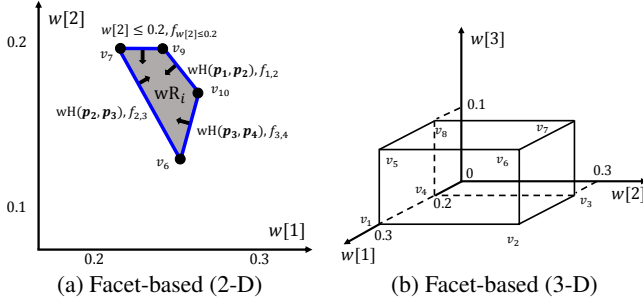 w[2]
0.2
w[2] ≤ 0.2, f_{w[2]≤0.2}
v_7
v_9
wH(p_1, p_2), f_{1,2}
wR_i
v_10
wH(p_2, p_3), f_{2,3}
wH(p_3, p_4), f_{3,4}
v_6
0.1
w[1]
0.2
0.3
(a) Facet-based (2-D)
w[3]
0.1
v_8
v_7
v_5
v_6
0
0.3
w[2]
v_4
0.2
v_3
v_1
0.3
v_2
w[1]
(b) Facet-based (3-D)